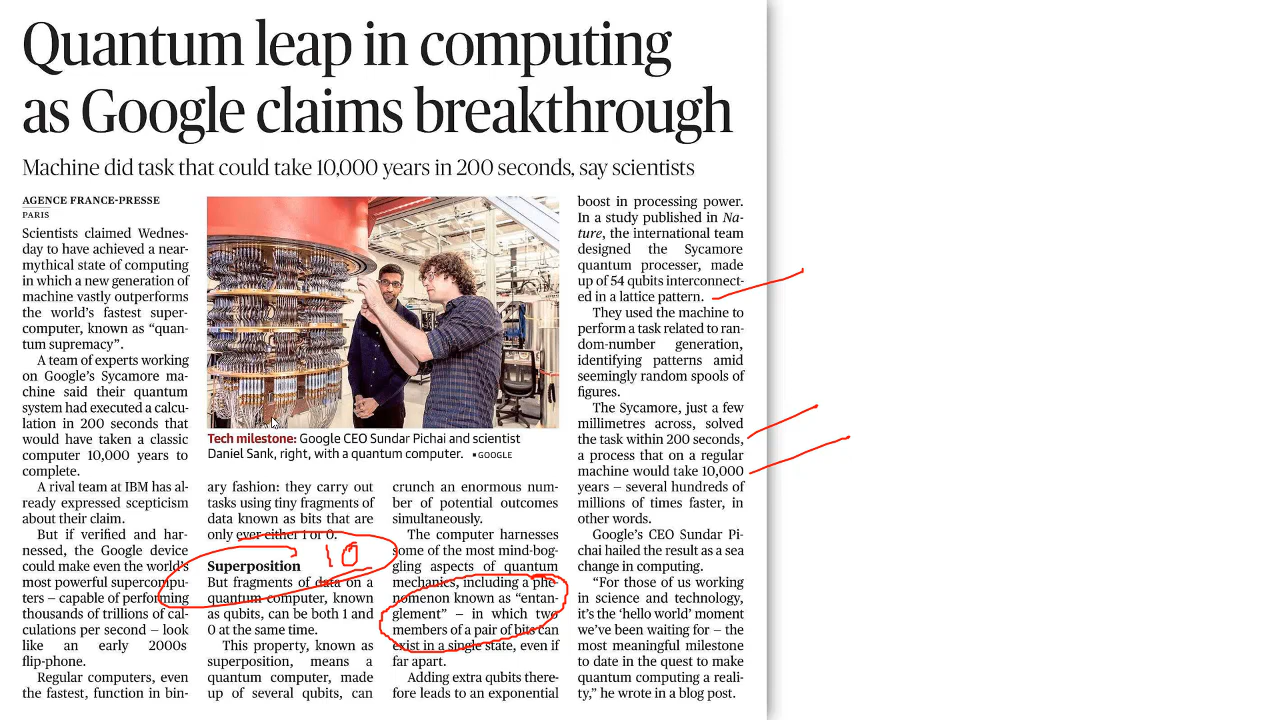 Quantum leap in computing
as Google claims breakthrough
Machine did task that could take 10,000 years in 200 seconds, say scientists
AGENCE FRANCE-PRESSE
PARIS
Scientists claimed Wednes-
day to have achieved a near-
mythical state of computing
in which a new generation of
machine vastly outperforms
the world's fastest super-
computer, known as “quan-
tum supremacy”.
A team of experts working
on Google's Sycamore ma-
chine said their quantum
system had executed a calcu-
lation in 200 seconds that
would have taken a classic
computer 10,000 years to
complete.
A rival team at IBM has al-
ready expressed scepticism
about their claim.
But if verified and har-
nessed, the Google device
could make even the world's
most powerful supercompu-
ters – capable of performing
thousands of trillions of cal-
culations per second – look
like an early 2000s
flip-phone.
Regular computers, even
the fastest, function in bin-
Tech milestone: Google CEO Sundar Pichai and scientist
Daniel Sank, right, with a quantum computer. ▪ GOOGLE
ary fashion: they carry out
tasks using tiny fragments of
data known as bits that are
only ever either 1 or 0.
10
Superposition
But fragments of data on a
quantum computer, known
as qubits, can be both 1 and
0 at the same time.
This property, known as
superposition, means a
quantum computer, made
up of several qubits, can
crunch an enormous num-
ber of potential outcomes
simultaneously.
The computer harnesses
some of the most mind-bog-
gling aspects of quantum
mechanics, including a phe-
nomenon known as “entan-
glement” – in which two
members of a pair of bits can
exist in a single state, even if
far apart.
Adding extra qubits there-
fore leads to an exponential
boost in processing power.
In a study published in Na-
ture, the international team
designed the Sycamore
quantum processer, made
up of 54 qubits interconnect-
ed in a lattice pattern.
They used the machine to
perform a task related to ran-
dom-number generation,
identifying patterns amid
seemingly random spools of
figures.
The Sycamore, just a few
millimetres across, solved
the task within 200 seconds,
a process that on a regular
machine would take 10,000
years – several hundreds of
millions of times faster, in
other words.
Google's CEO Sundar Pi-
chai hailed the result as a sea
change in computing.
“For those of us working
in science and technology,
it's the ‘hello world’ moment
we've been waiting for – the
most meaningful milestone
to date in the quest to make
quantum computing a reali-
ty,” he wrote in a blog post.